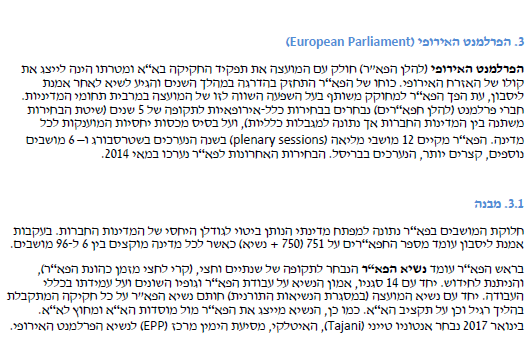 3. הפרלמנט האירופי (European Parliament)
הפרלמנט האירופי (להלן הפא"ר) חולק עם המועצה את תפקיד החקיקה בא"א ומטרתו הינה לייצג את
קולו של האזרח האירופי. כוחו של הפא"ר התחזק בהדרגה במהלך השנים והגיע לשיא לאחר אמנת
ליסבון, עת הפך הפא"ר למחוקק משותף בעל השפעה השווה לזו של המועצה במרבית תחומי המדיניות.
חברי פרלמנט (להלן חפא"רים) נבחרים בבחירות כלל-אירופאיות לתקופה של 5 שנים (שיטת הבחירות
משתנה בין המדינות החברות אך נתונה למגבלות כלליות), ועל בסיס מכסות יחסיות המוענקות לכל
מדינה. הפא"ר מקיים 12 מושבי מליאה (plenary sessions) בשנה הנערכים בשטרסבורג ו– 6 מושבים
נוספים, קצרים יותר, הנערכים בבריסל. הבחירות האחרונות לפא"ר נערכו במאי 2014.
3.1 מבנה
חלוקת המושבים בפא"ר נתונה למפתח מדינתי הנותן ביטוי לגודלן היחסי של המדינות החברות. בעקבות
אמנת ליסבון עומד מספר החפא"רים על 751 (750 + נשיא) כאשר לכל מדינה מוקצים בין 6 ל-96 מושבים.
בראש הפא"ר עומד נשיא הפא"ר הנבחר לתקופה של שנתיים וחצי, (קרי לחצי מזמן כהונת הפא"ר),
והניתנת לחידוש. יחד עם 14 סגניו, אמון הנשיא על עבודת הפא"ר וגופיו השונים ועל עמידתו בכללי
העבודה. יחד עם נשיא המועצה (במסגרת הנשיאות התורנית) חותם נשיא הפא"ר על כל חקיקה המתקבלת
בהליך רגיל וכן על תקציב הא"א. כמו כן, הנשיא מייצג את הפא"ר מול מוסדות הא"א ומחוץ לא"א.
בינואר 2017 נבחר אנטוניו טייני (Tajani), האיטלקי, מסיעת הימין מרכז (EPP) לנשיא הפרלמנט האירופי.